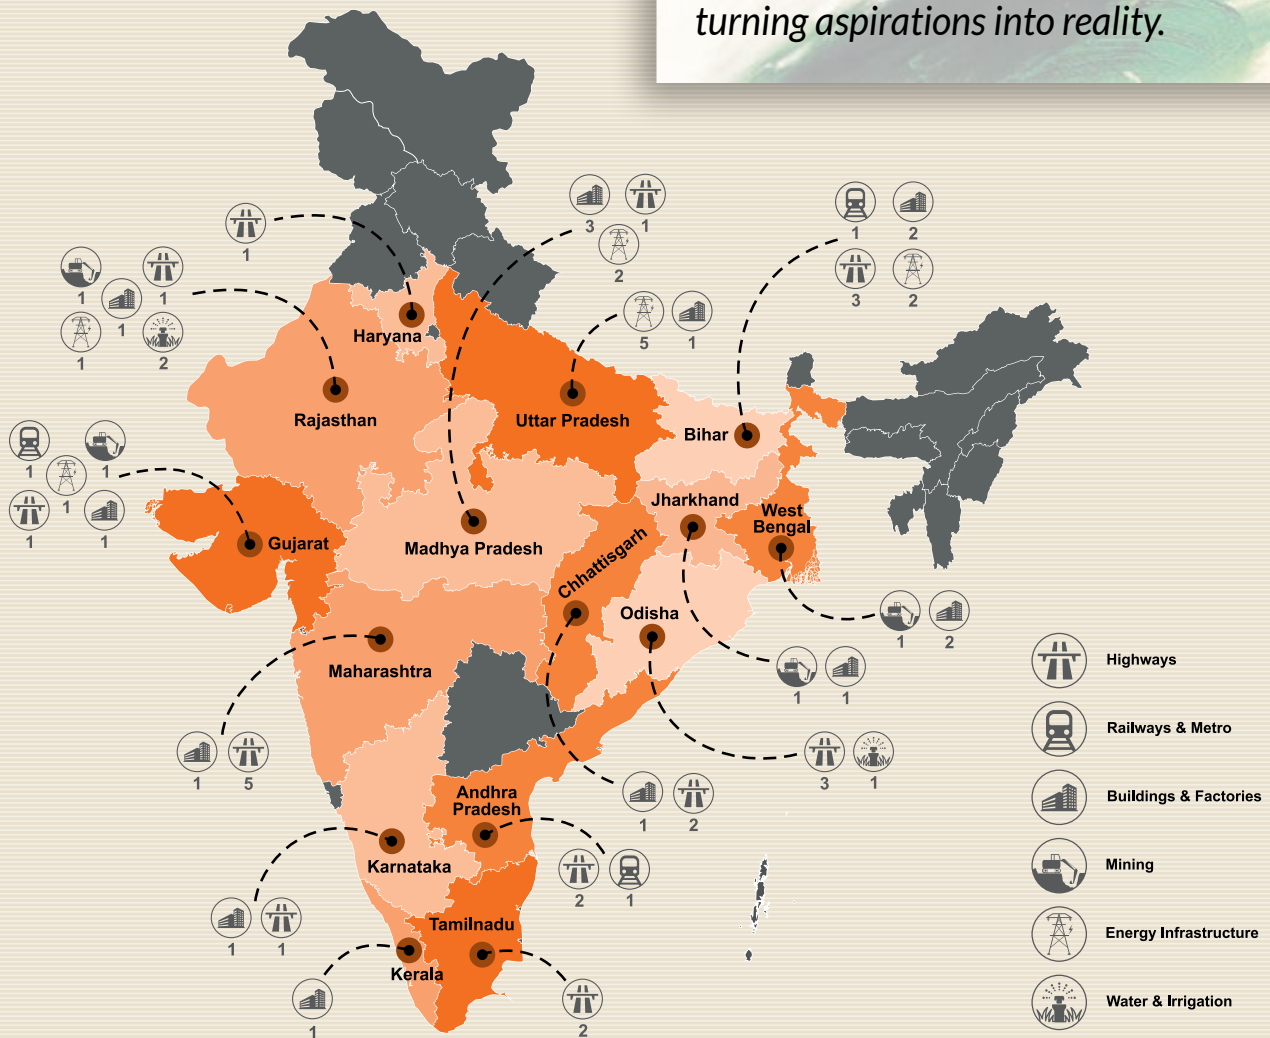 turning aspirations into reality.
3 1
2
1 2
3 2
1
1 1
1
1 2
5 1
Haryana
Rajasthan
Uttar Pradesh
Bihar
1 1
1
1 1
Jharkhand
West
Bengal
Gujarat
Madhya Pradesh
Chhattisgarh
Odisha
1 2
Maharashtra
1 1
1 5
3 1
1 2
Andhra
Pradesh
Karnataka
2 1
1 1
Tamilnadu
Kerala
1
2
Highways
Railways & Metro
Buildings & Factories
Mining
Energy Infrastructure
Water & Irrigation